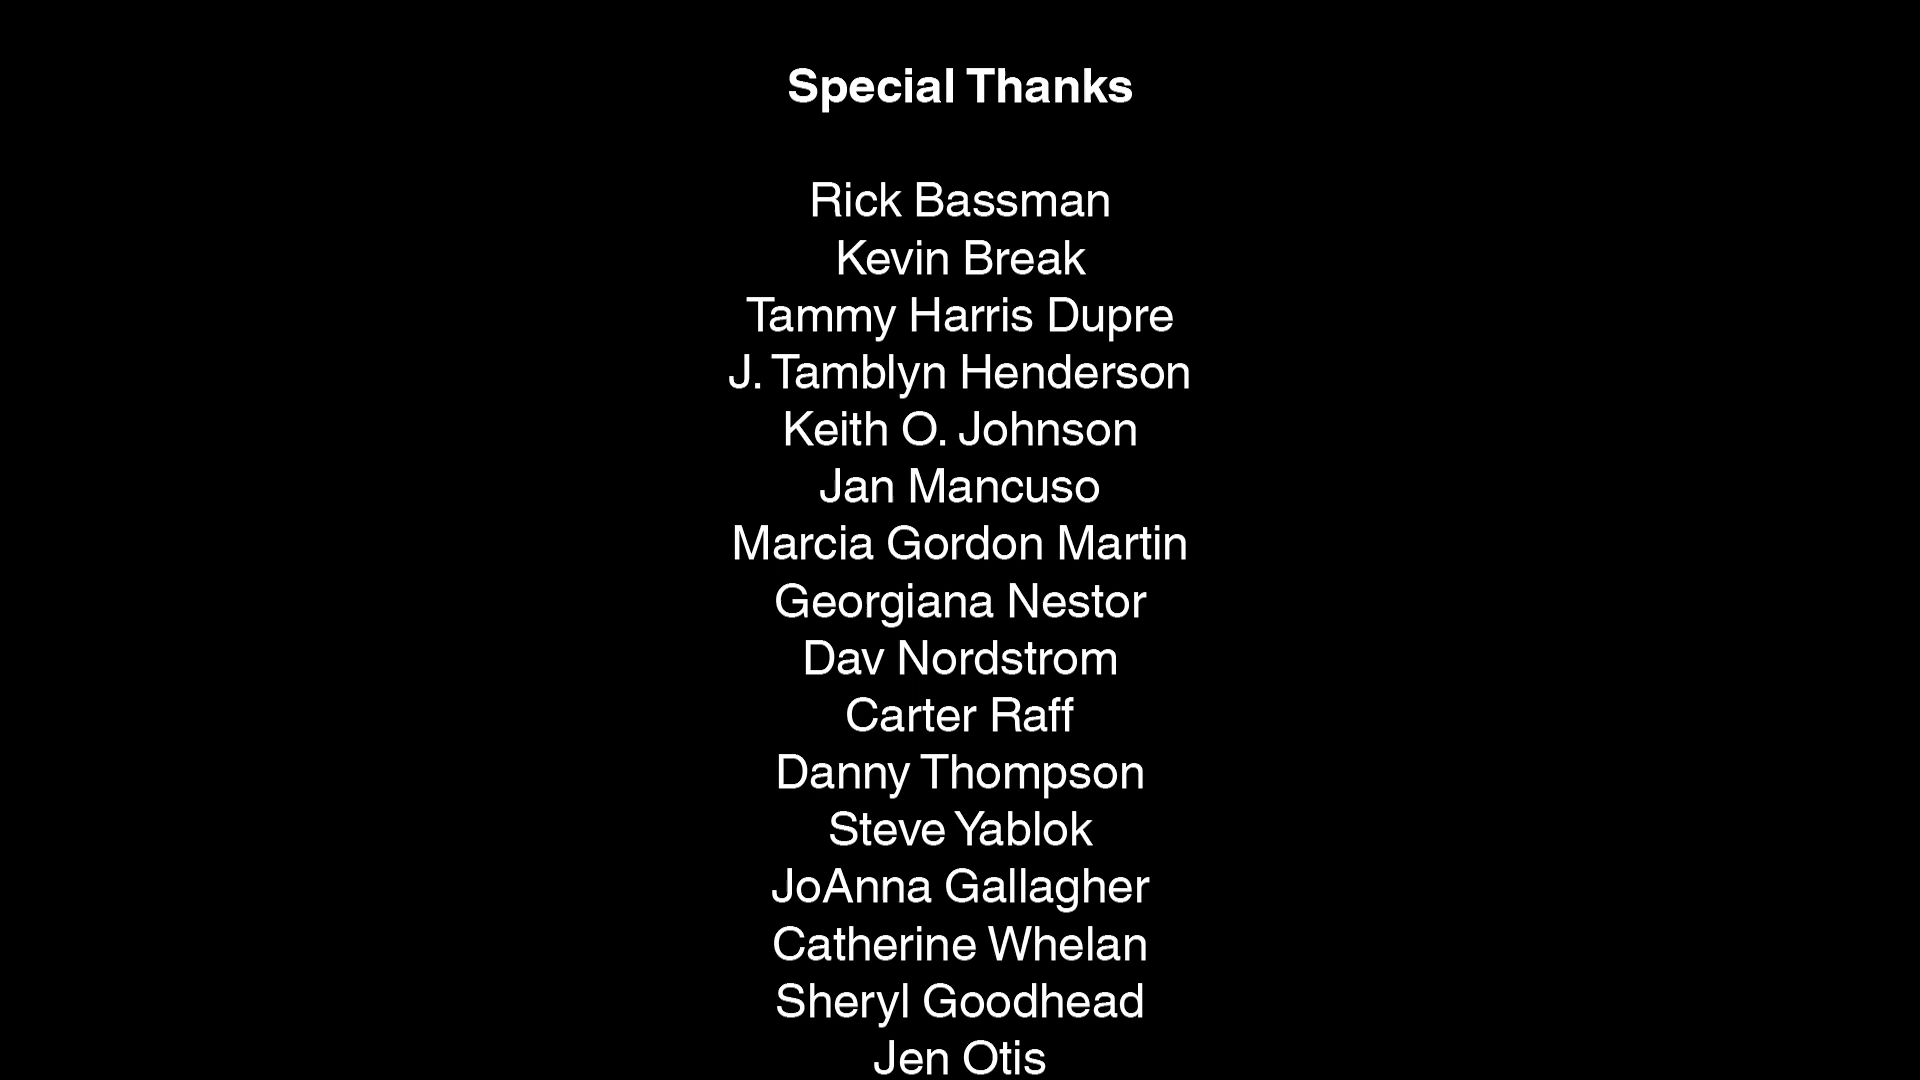 Special Thanks
Rick Bassman
Kevin Break
Tammy Harris Dupre
J. Tamblyn Henderson
Keith O. Johnson
Jan Mancuso
Marcia Gordon Martin
Georgiana Nestor
Dav Nordstrom
Carter Raff
Danny Thompson
Steve Yablok
JoAnna Gallagher
Catherine Whelan
Sheryl Goodhead
Jen Otis